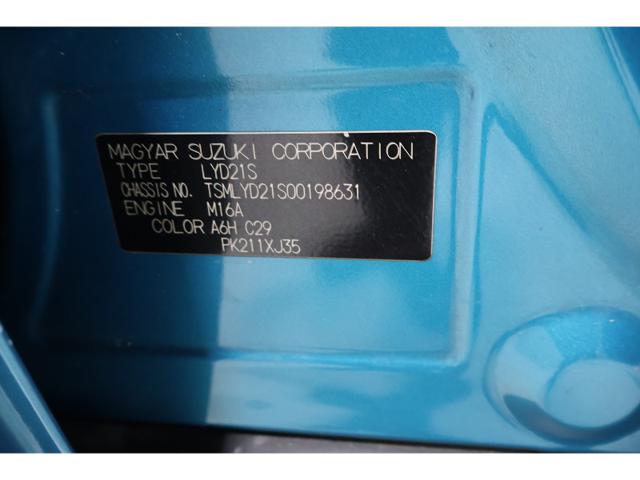 MAGYAR SUZUKI CORPORATION
TYPE LYD21S
CHASSIS NO. TSMLYD21S00198631
ENGINE M16A
COLOR A6H C29
PK211XJ35